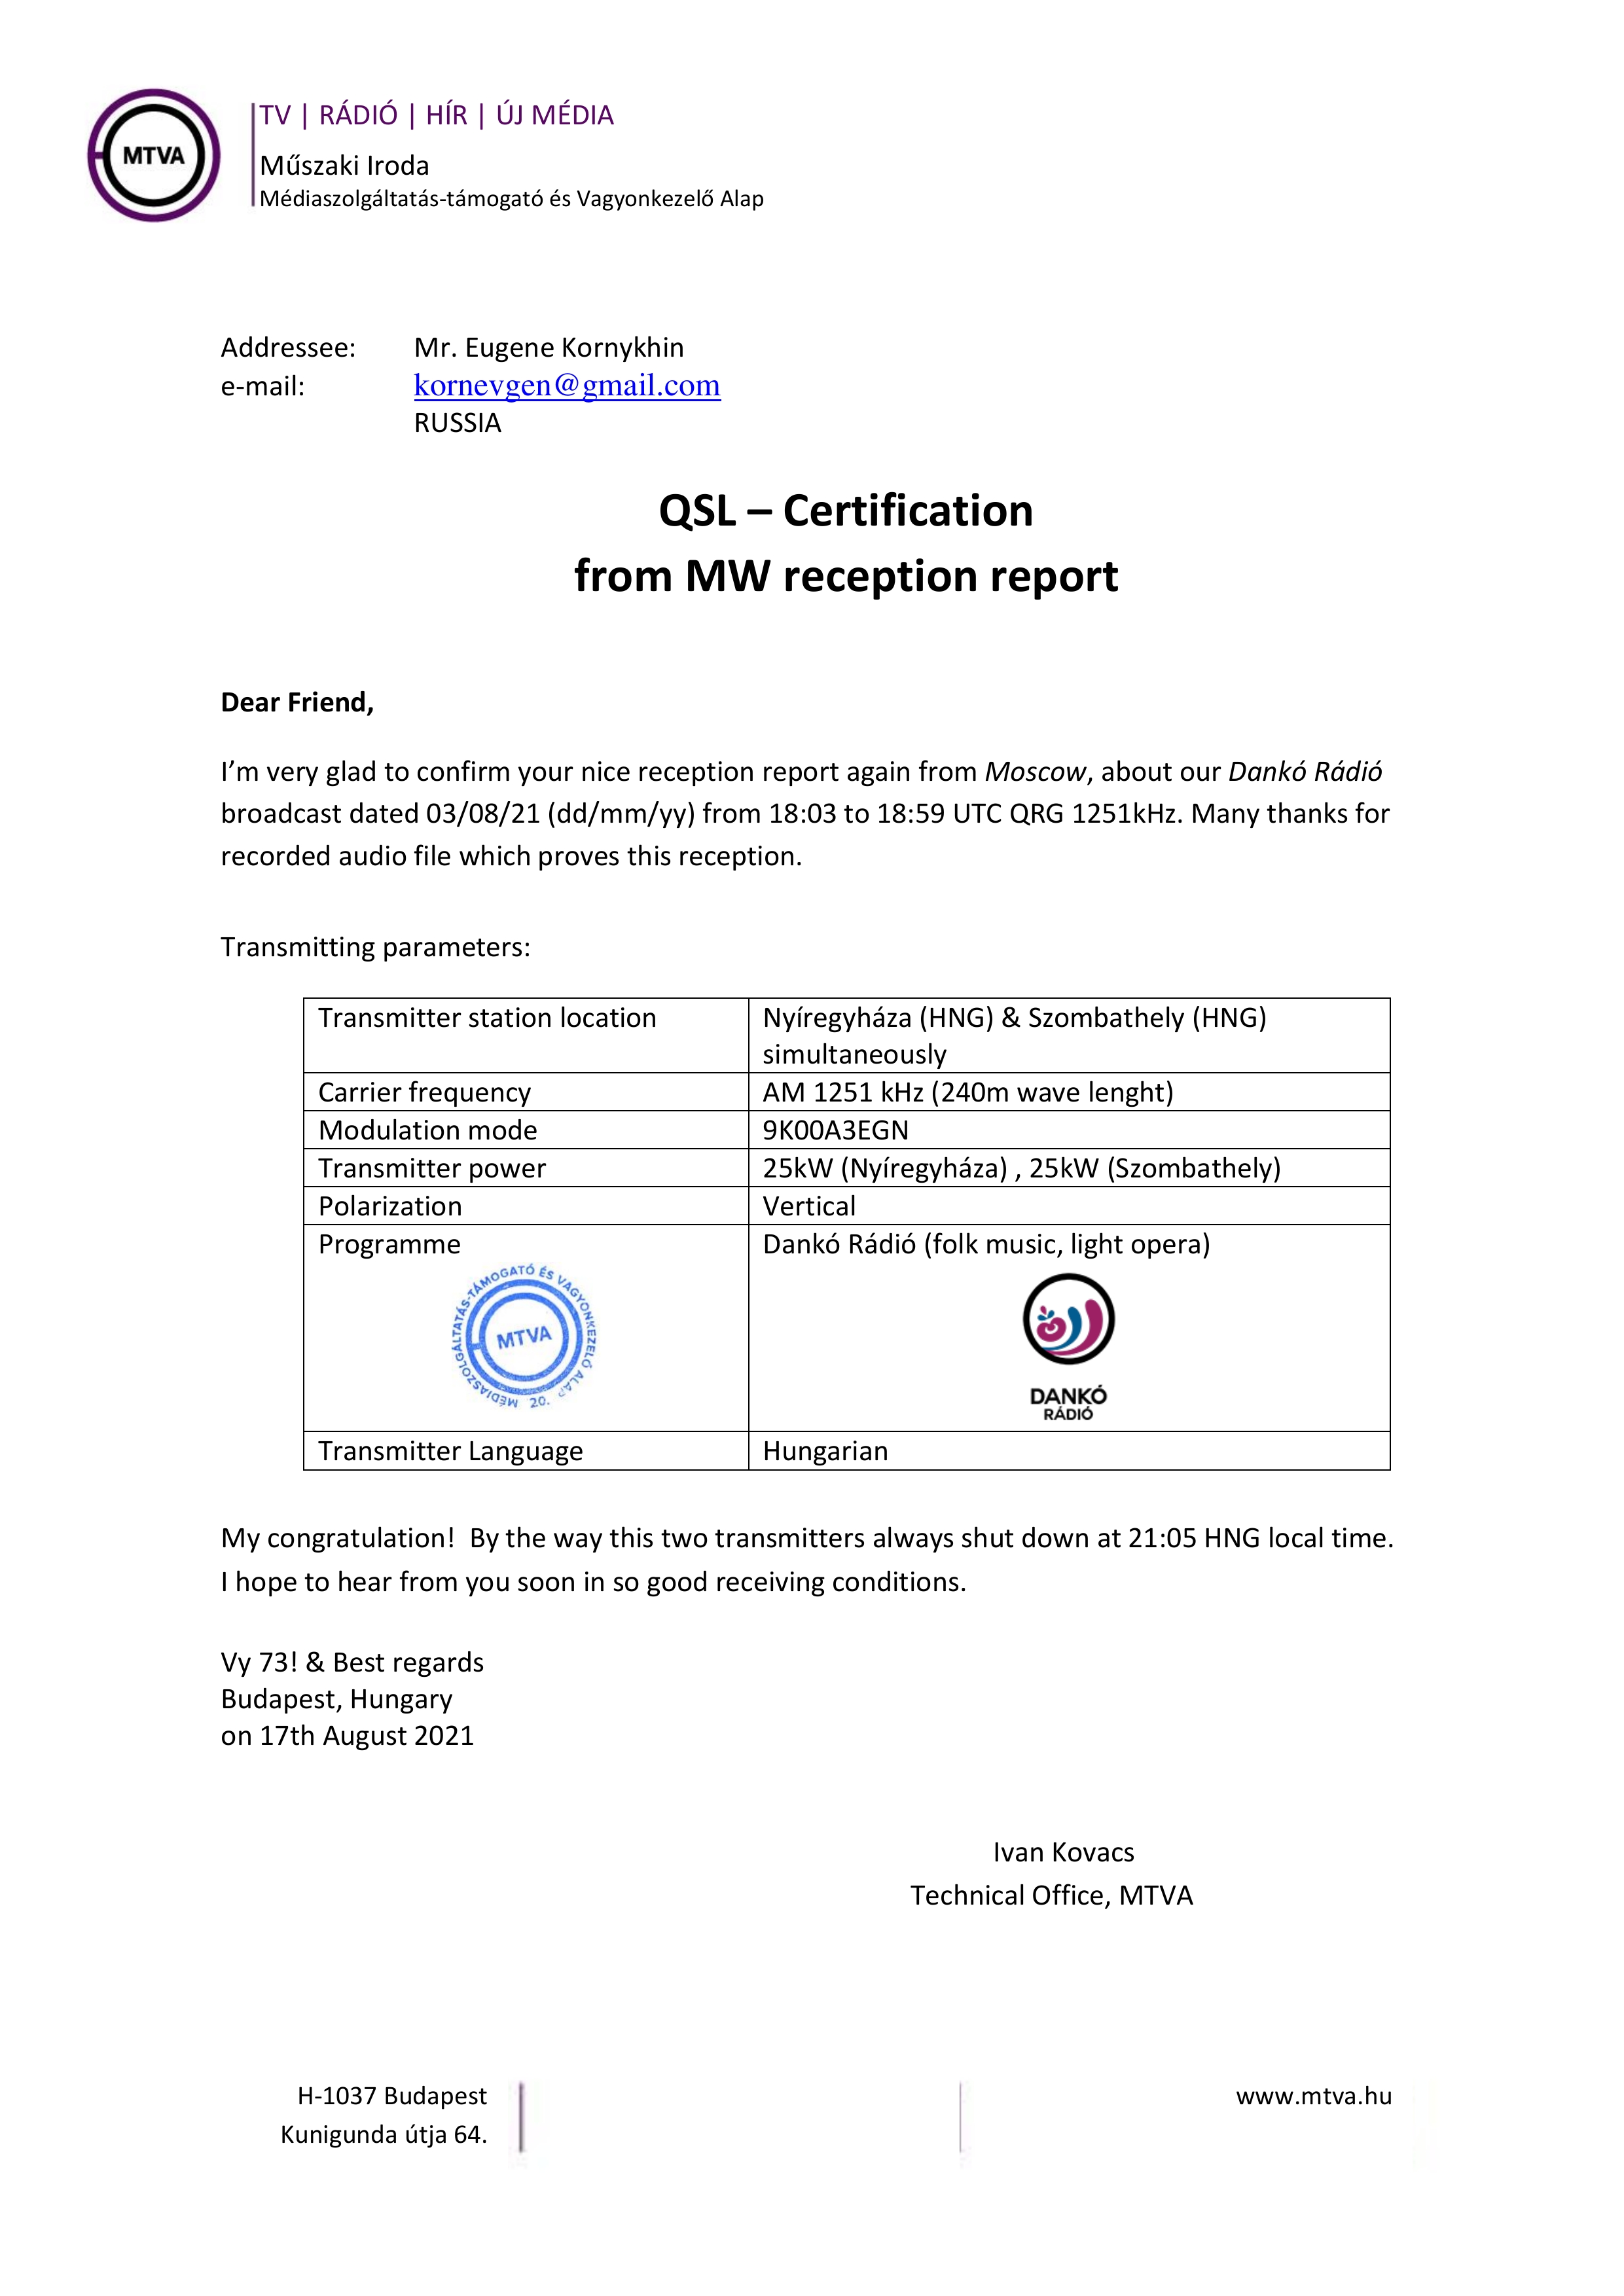 MTVA
TV | RÁDIÓ | HÍR | ÚJ MÉDIA
Műszaki Iroda
Médiaszolgáltatás-támogató és Vagyonkezelő Alap
Addressee: Mr. Eugene Kornykhin
e-mail: kornevgen@gmail.com
RUSSIA
QSL – Certification
from MW reception report
Dear Friend,
I’m very glad to confirm your nice reception report again from Moscow, about our Dankó Rádió
broadcast dated 03/08/21 (dd/mm/yy) from 18:03 to 18:59 UTC QRG 1251kHz. Many thanks for
recorded audio file which proves this reception.
Transmitting parameters:
Transmitter station location Nyíregyháza (HNG) & Szombathely (HNG)
simultaneously
Carrier frequency AM 1251 kHz (240m wave lenght)
Modulation mode 9K00A3EGN
Transmitter power 25kW (Nyíregyháza) , 25kW (Szombathely)
Polarization Vertical
Programme Dankó Rádió (folk music, light opera)
MÉDIASZOLGÁLTATÁS-TÁMOGATÓ ÉS VAGYONKEZELŐ ALAP
MTVA
20.
DANKÓ
RÁDIÓ
Transmitter Language Hungarian
My congratulation!  By the way this two transmitters always shut down at 21:05 HNG local time.
I hope to hear from you soon in so good receiving conditions.
Vy 73! & Best regards
Budapest, Hungary
on 17th August 2021
Ivan Kovacs
Technical Office, MTVA
H-1037 Budapest
Kunigunda útja 64.
www.mtva.hu